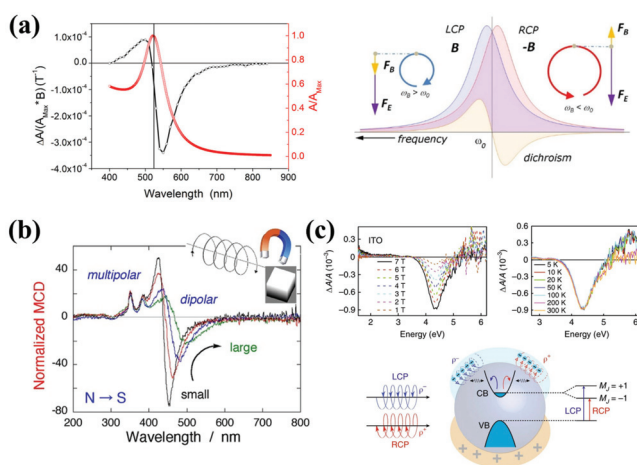 (a)
ΔA/(A_Max*B) (T⁻¹)
1.0x10⁻⁴
0.0
-1.0x10⁻⁴
-2.0x10⁻⁴
-3.0x10⁻⁴
-4.0x10⁻⁴
300 400 500 600 700 800 900
Wavelength (nm)
1.0
0.8
0.6
0.4
0.2
0.0
A/A_Max
LCP RCP
B -B
F_B
F_E
ω_B > ω_0
F_B
F_E
ω_B < ω_0
ω_0
frequency
dichroism
(b)
Normalized MCD
40
20
0
-20
-40
-60
-80
multipolar
dipolar
large
small
N → S
200 300 400 500 600 700 800
Wavelength / nm
(c)
ΔA/A (10⁻³)
0.3
0.0
-0.3
-0.6
-0.9
ITO
7 T
6 T
5 T
4 T
3 T
2 T
1 T
2 3 4 5 6
Energy (eV)
ΔA/A (10⁻³)
0.3
0.0
-0.3
-0.6
-0.9
5 K
10 K
20 K
50 K
100 K
200 K
300 K
3 4 5 6
Energy (eV)
LCP
ρ⁻
RCP
ρ⁺
ρ⁻
ρ⁺
CB
VB
M_J = +1
M_J = −1
LCP
RCP